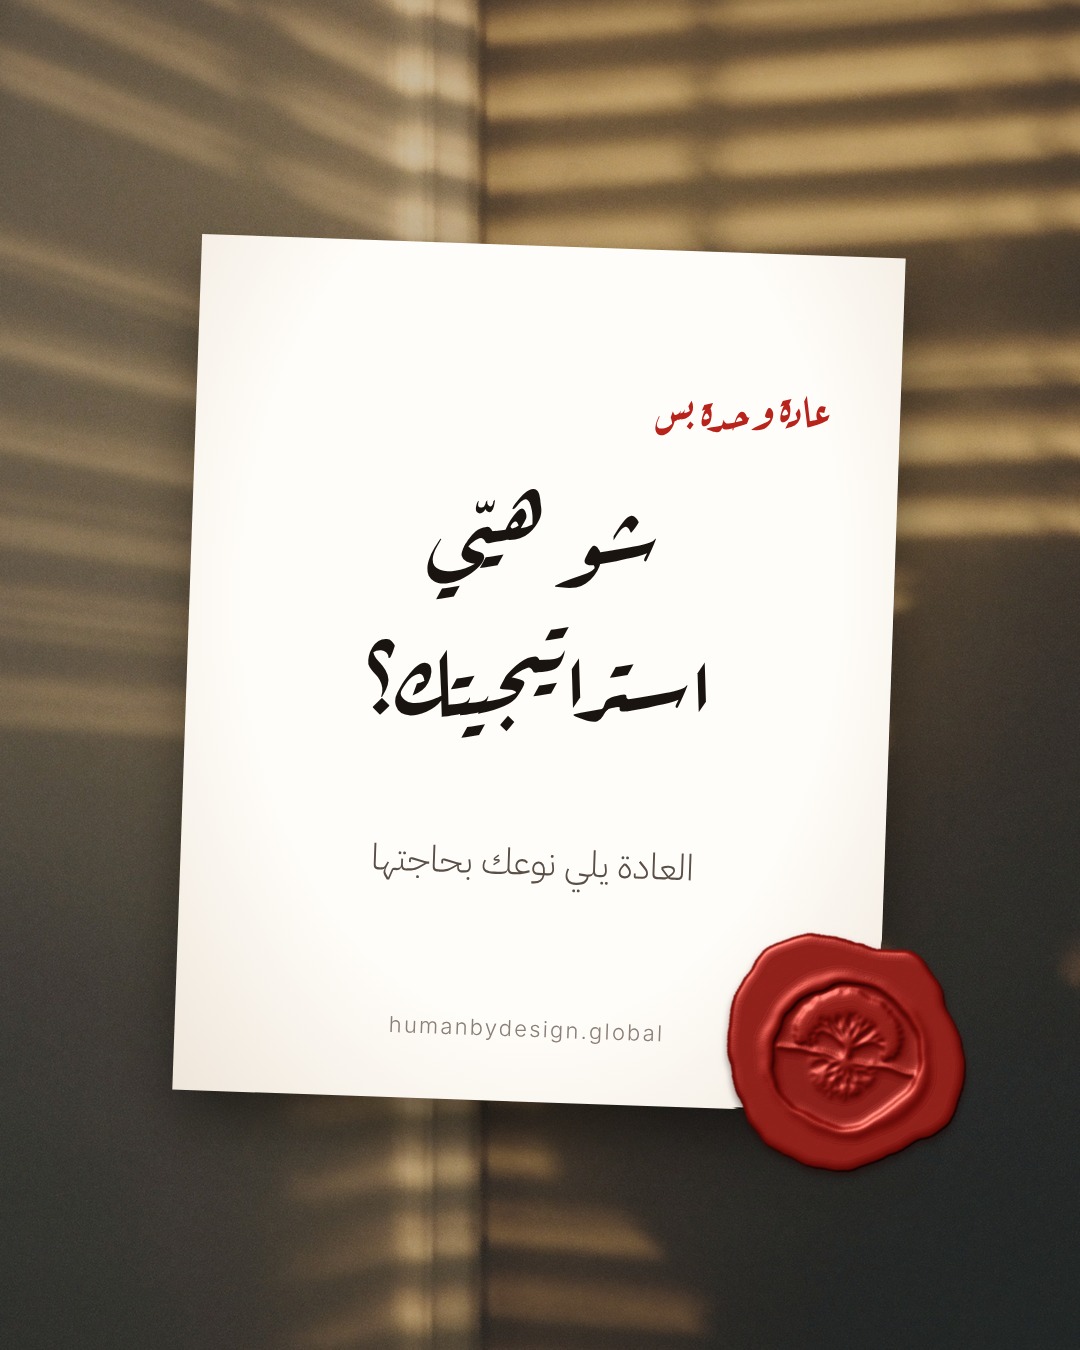 عادة وحدة بس
شو هيّي
استراتيجيتك؟
العادة يلي نوعك بحاجتها
humanbydesign.global